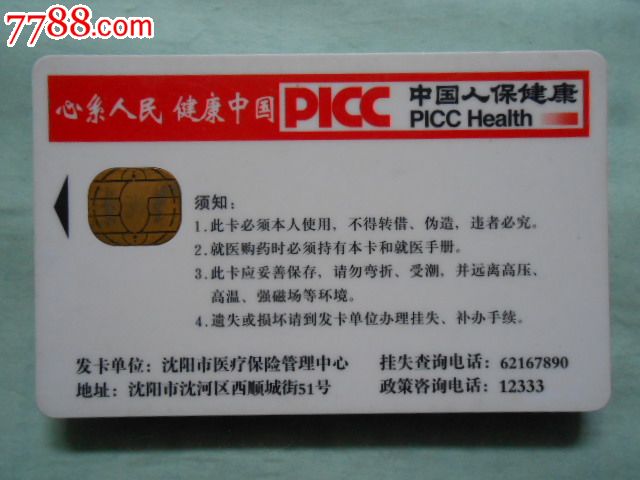 7788.com
心系人民 健康中国 PICC 中国人保健康
PICC Health
须知：
1.此卡必须本人使用，不得转借、伪造，违者必究。
2.就医购药时必须持有本卡和就医手册。
3.此卡应妥善保存，请勿弯折、受潮，并远离高压、
高温、强磁场等环境。
4.遗失或损坏请到发卡单位办理挂失、补办手续。
发卡单位：沈阳市医疗保险管理中心 挂失查询电话：62167890
地址：沈阳市沈河区西顺城街51号 政策咨询电话：12333